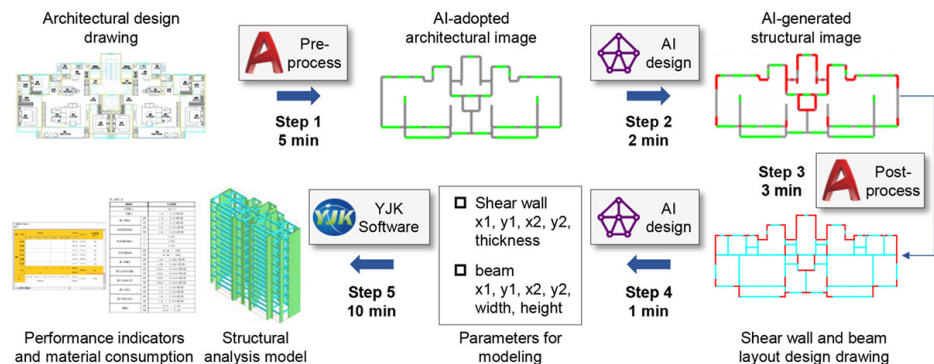 Architectural design
drawing
Pre-
process
Step 1
5 min
AI-adopted
architectural image
AI
design
Step 2
2 min
AI-generated
structural image
Step 3
3 min
Post-
process
Shear wall and beam
layout design drawing
AI
design
Step 4
1 min
Shear wall
x1, y1, x2, y2,
thickness
beam
x1, y1, x2, y2,
width, height
Parameters for
modeling
YJK
YJK
Software
Step 5
10 min
Structural
analysis model
Performance indicators
and material consumption